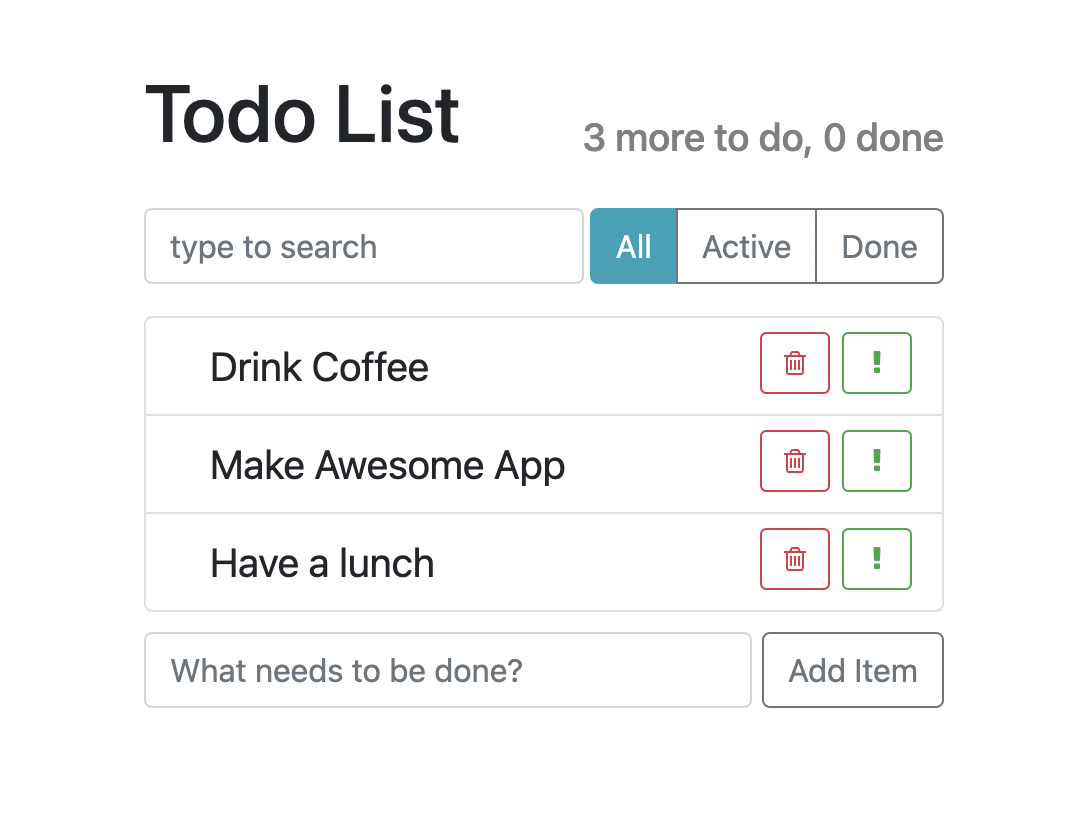 Todo List
3 more to do, 0 done
type to search
All Active Done
Drink Coffee
!
Make Awesome App
!
Have a lunch
!
What needs to be done?
Add Item